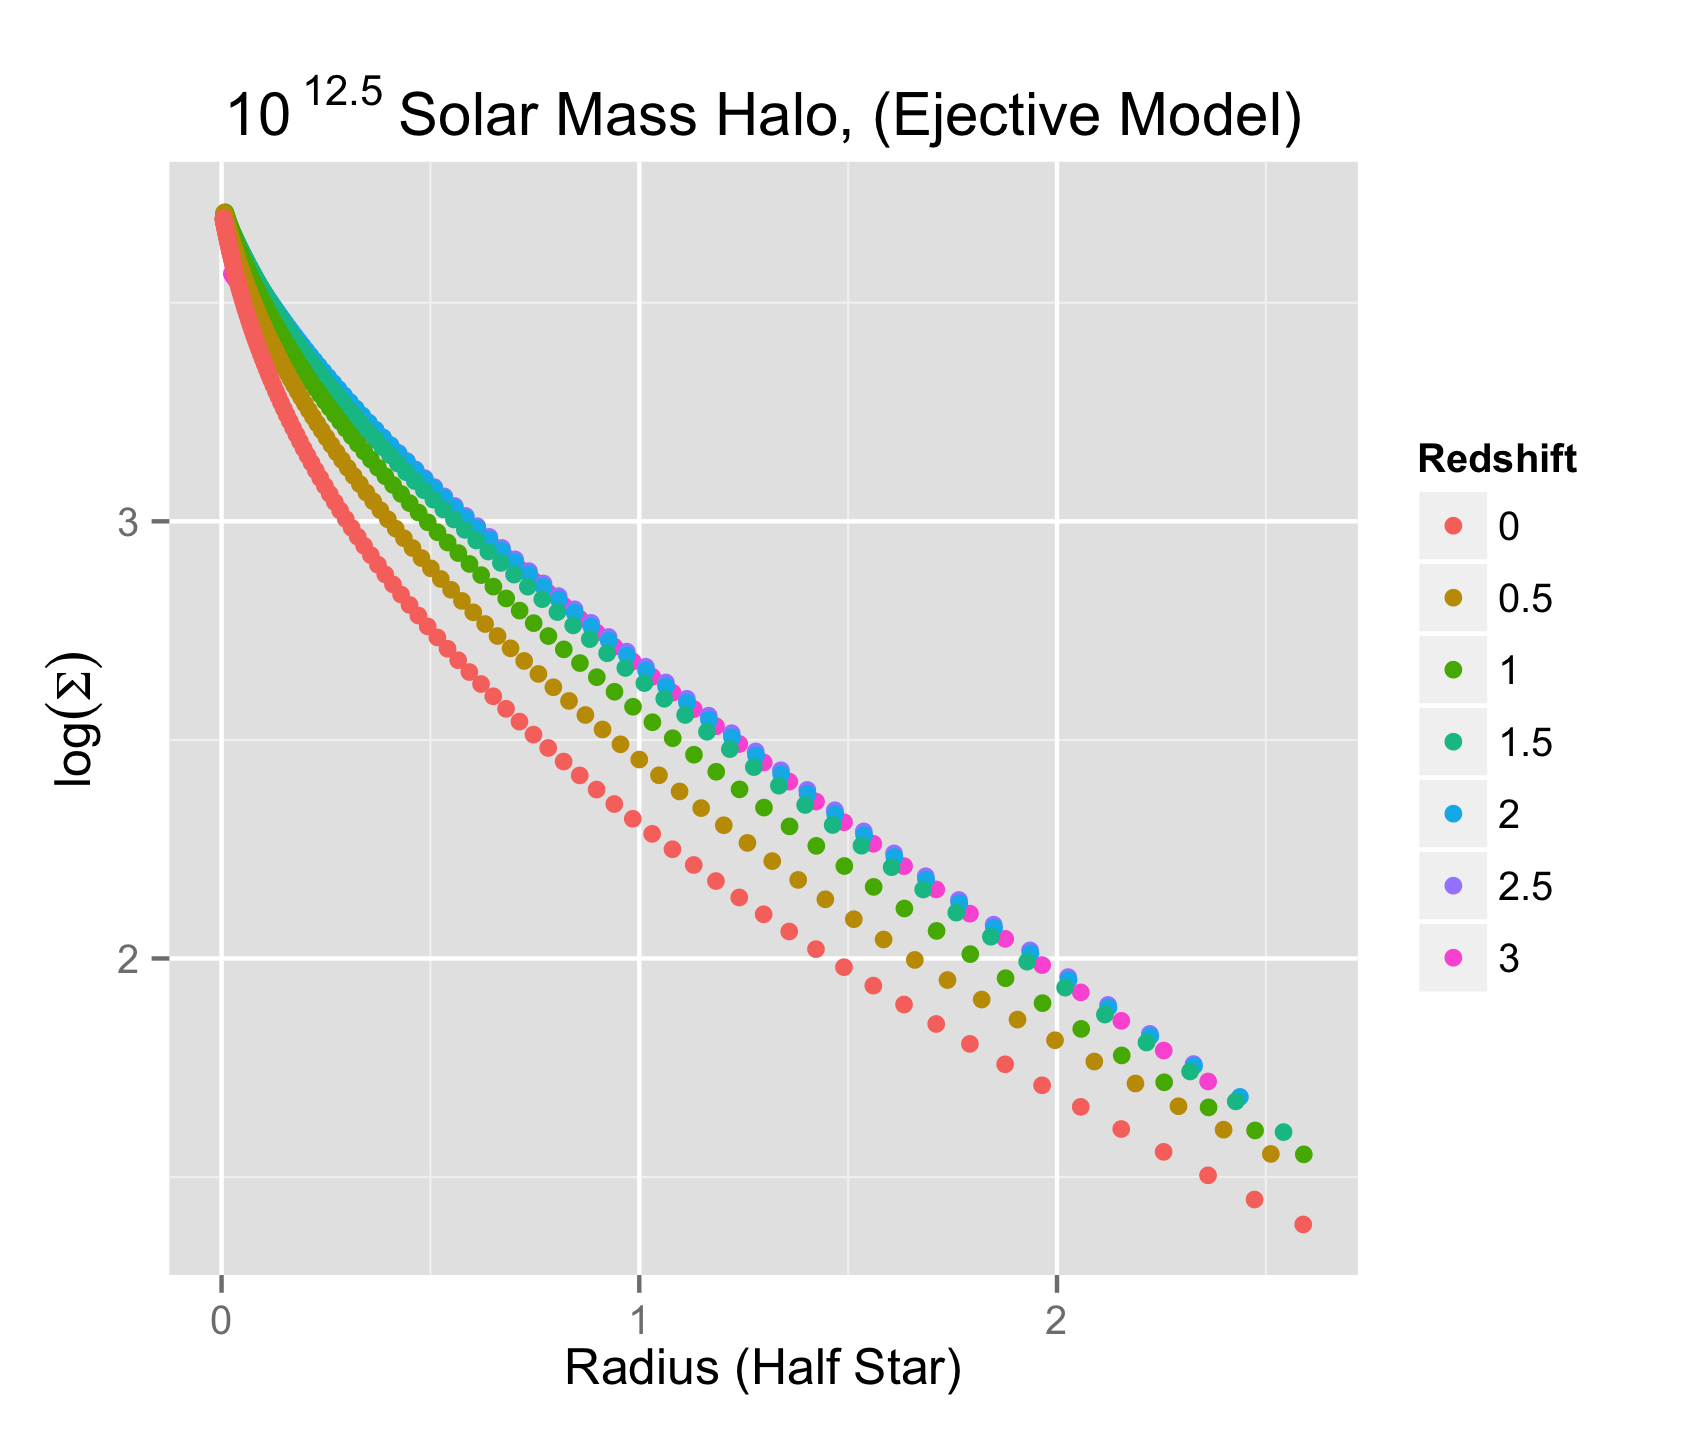 10 12.5 Solar Mass Halo, (Ejective Model)
log(Σ)
3
2
0 1 2
Radius (Half Star)
Redshift
0
0.5
1
1.5
2
2.5
3